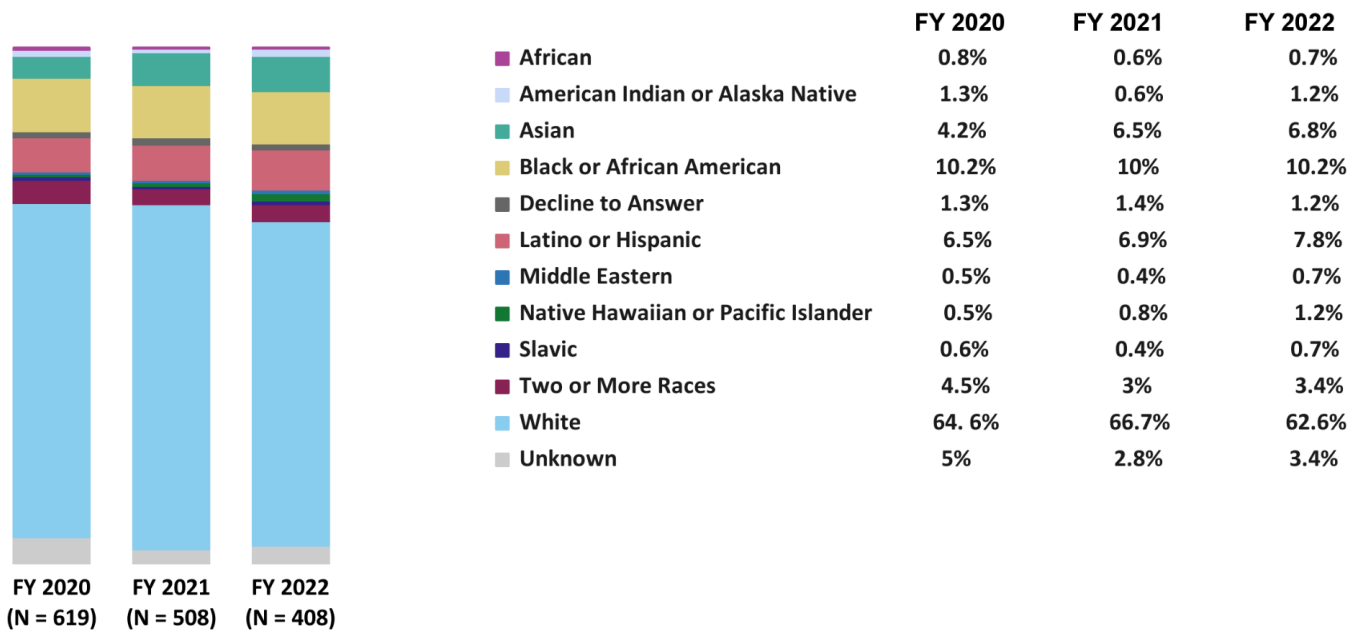 FY 2020 FY 2021 FY 2022
African 0.8% 0.6% 0.7%
American Indian or Alaska Native 1.3% 0.6% 1.2%
Asian 4.2% 6.5% 6.8%
Black or African American 10.2% 10% 10.2%
Decline to Answer 1.3% 1.4% 1.2%
Latino or Hispanic 6.5% 6.9% 7.8%
Middle Eastern 0.5% 0.4% 0.7%
Native Hawaiian or Pacific Islander 0.5% 0.8% 1.2%
Slavic 0.6% 0.4% 0.7%
Two or More Races 4.5% 3% 3.4%
White 64. 6% 66.7% 62.6%
Unknown 5% 2.8% 3.4%
FY 2020 FY 2021 FY 2022
(N = 619) (N = 508) (N = 408)